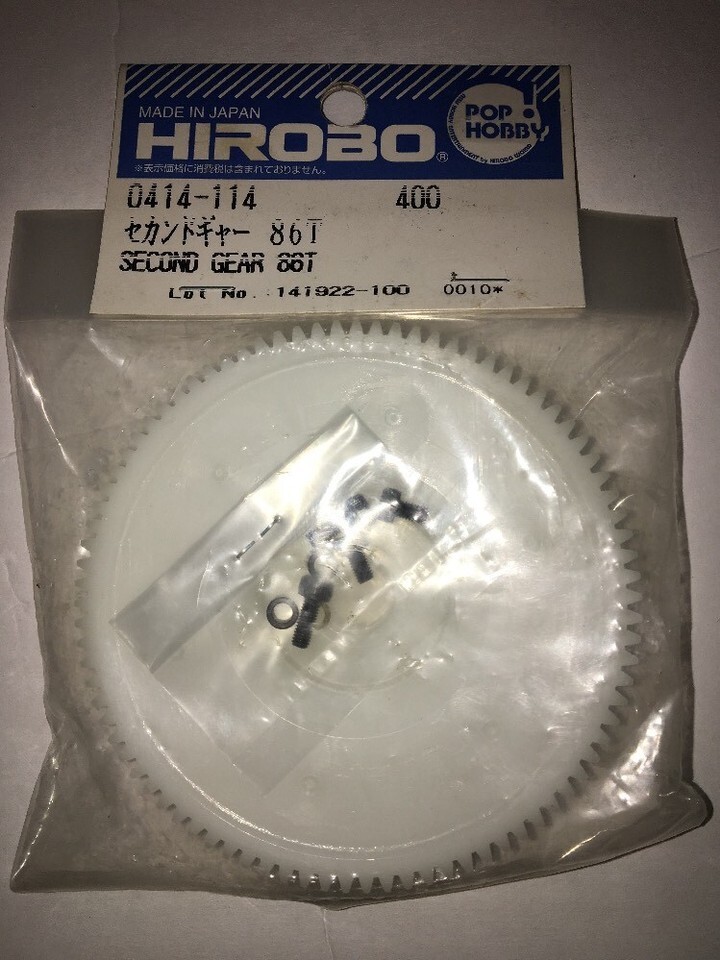 MADE IN JAPAN
HIROBO®
POP!
HOBBY
※表示価格に消費税は含まれておりません。
0414-114 400
セカンドギャー 86T
SECOND GEAR 86T
Lot No. 141922-100 0010*